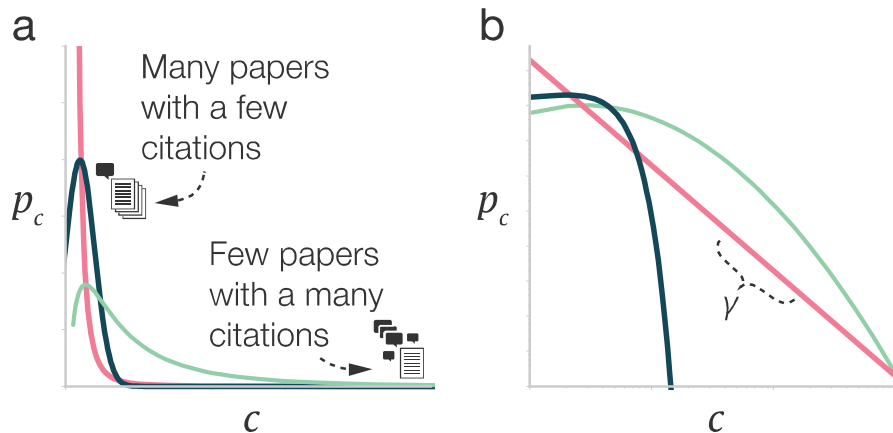 a
Many papers
with a few
citations
p_c
Few papers
with a many
citations
c
b
p_c
γ
c